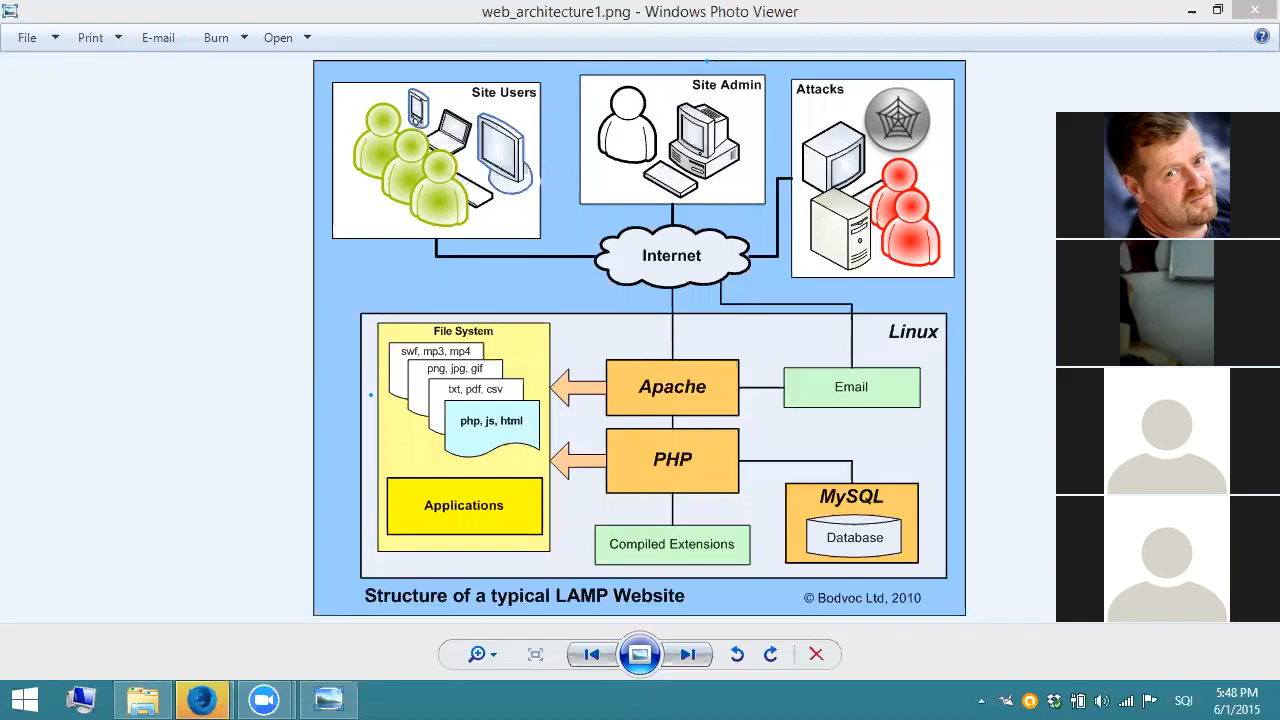 web_architecture1.png - Windows Photo Viewer
File Print E-mail Burn Open
Site Users
Site Admin
Attacks
Internet
Linux
File System
swf, mp3, mp4
png, jpg, gif
txt, pdf, csv
php, js, html
Applications
Apache
Email
PHP
MySQL
Database
Compiled Extensions
Structure of a typical LAMP Website
© Bodvoc Ltd, 2010
SQI
5:48 PM
6/1/2015